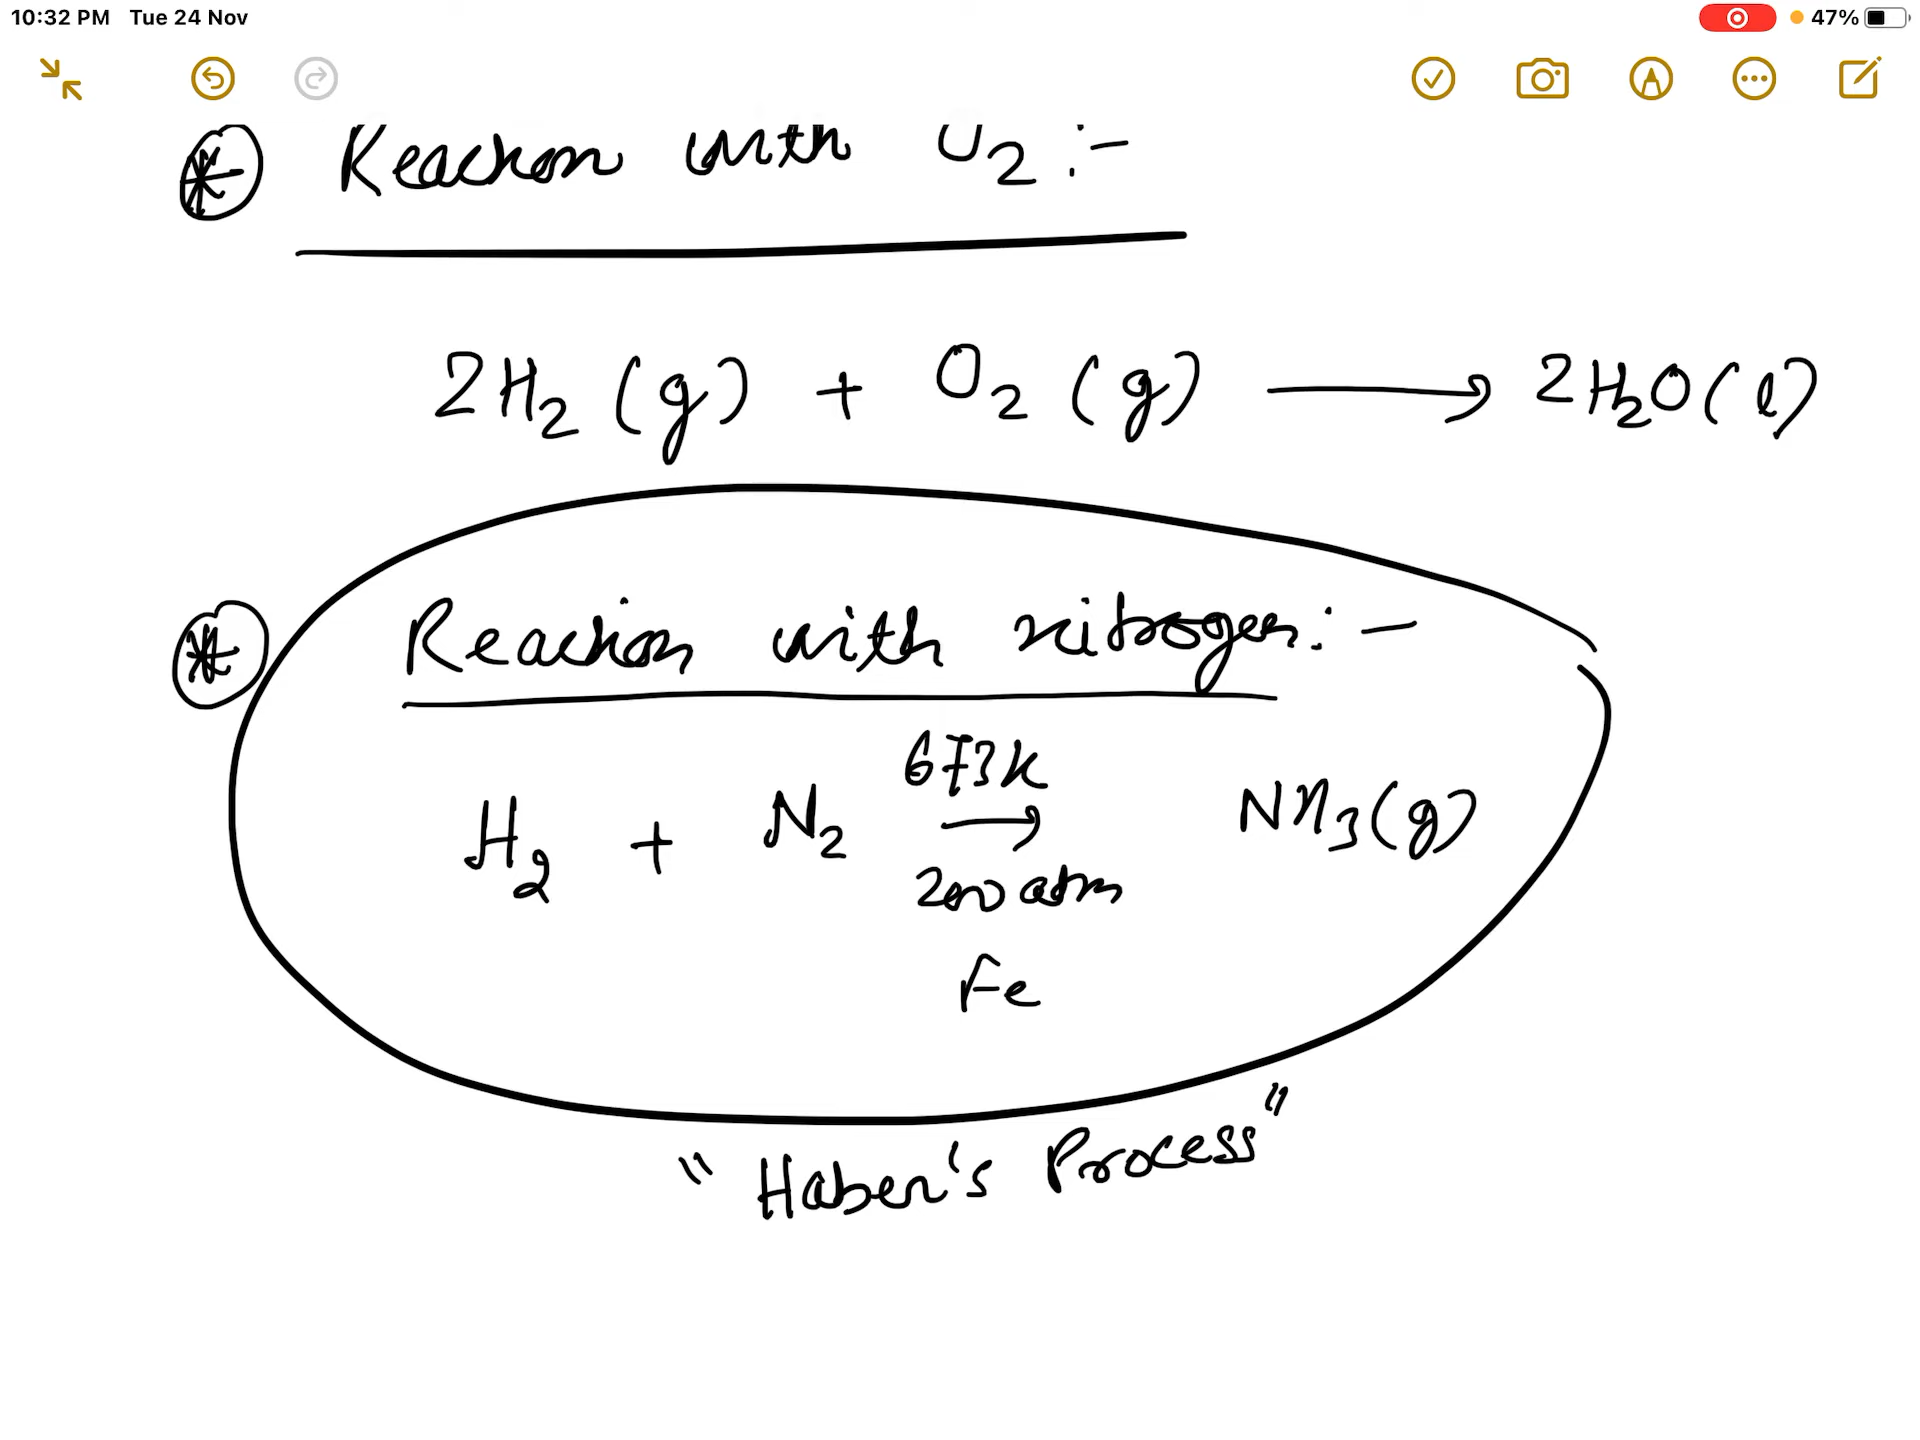 10:32 PM Tue 24 Nov 47%
Reaction with O2 :-
2H2 (g) + O2 (g) → 2H2O(l)
Reaction with nitrogen :-
673K
H2 + N2 → NH3(g)
200 atm
Fe
"Haber's Process"